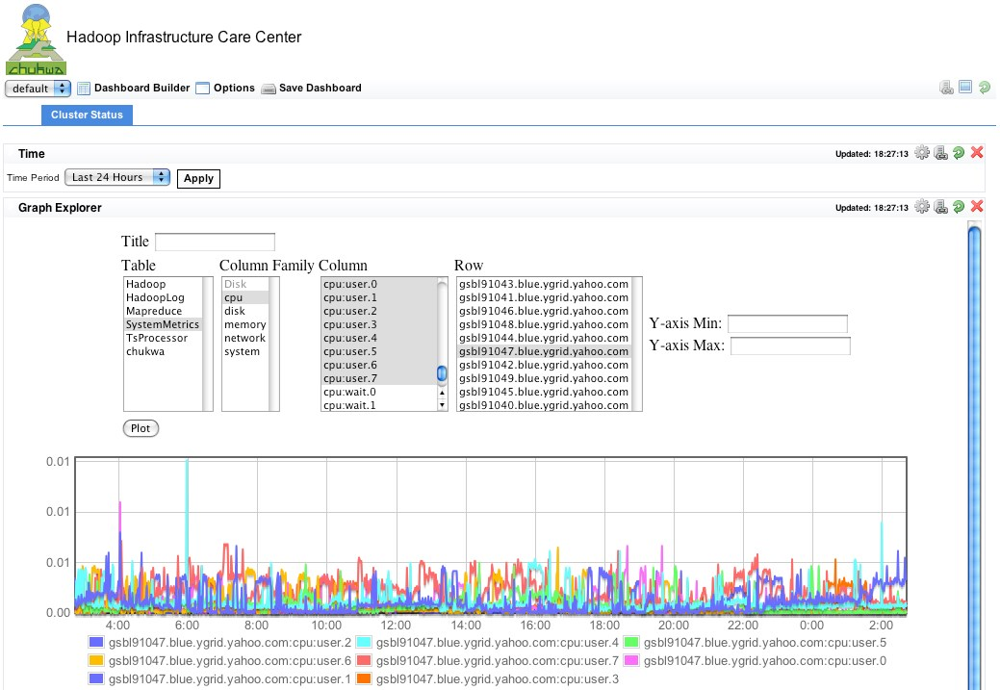 Hadoop Infrastructure Care Center
chukwa
default Dashboard Builder Options Save Dashboard
Cluster Status
Time Updated: 18:27:13
Time Period Last 24 Hours Apply
Graph Explorer Updated: 18:27:13
Title
Table Column Family Column Row
Hadoop Disk cpu:user.0 gsbl91043.blue.ygrid.yahoo.com
HadoopLog cpu cpu:user.1 gsbl91041.blue.ygrid.yahoo.com
Mapreduce disk cpu:user.2 gsbl91046.blue.ygrid.yahoo.com
SystemMetrics memory cpu:user.3 gsbl91048.blue.ygrid.yahoo.com
Y-axis Min:
TsProcessor network cpu:user.4 gsbl91044.blue.ygrid.yahoo.com
Y-axis Max:
chukwa system cpu:user.5 gsbl91047.blue.ygrid.yahoo.com
cpu:user.6 gsbl91042.blue.ygrid.yahoo.com
cpu:user.7 gsbl91049.blue.ygrid.yahoo.com
cpu:wait.0 gsbl91045.blue.ygrid.yahoo.com
cpu:wait.1 gsbl91040.blue.ygrid.yahoo.com
Plot
0.01
0.01
0.01
0.00
4:00 6:00 8:00 10:00 12:00 14:00 16:00 18:00 20:00 22:00 0:00 2:00
gsbl91047.blue.ygrid.yahoo.com:cpu:user.2 gsbl91047.blue.ygrid.yahoo.com:cpu:user.4 gsbl91047.blue.ygrid.yahoo.com:cpu:user.5
gsbl91047.blue.ygrid.yahoo.com:cpu:user.6 gsbl91047.blue.ygrid.yahoo.com:cpu:user.7 gsbl91047.blue.ygrid.yahoo.com:cpu:user.0
gsbl91047.blue.ygrid.yahoo.com:cpu:user.1 gsbl91047.blue.ygrid.yahoo.com:cpu:user.3